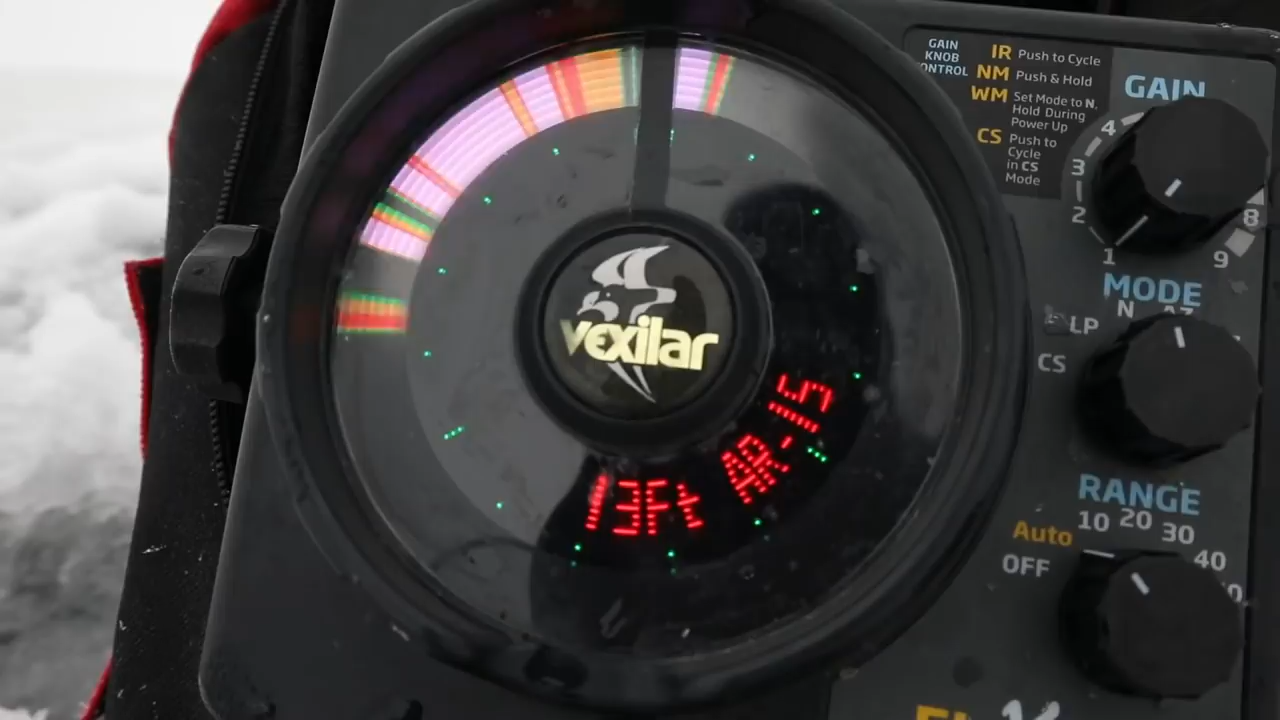 GAIN
KNOB
CONTROL
IR Push to Cycle
NM Push & Hold
WM Set Mode to N,
Hold During
Power Up
CS Push to
Cycle
in CS
Mode
GAIN
4
3
2
1
8
9
MODE
N AZ
LP
CS
vexilar
13Ft AR-15
RANGE
10 20 30
40
Auto
OFF